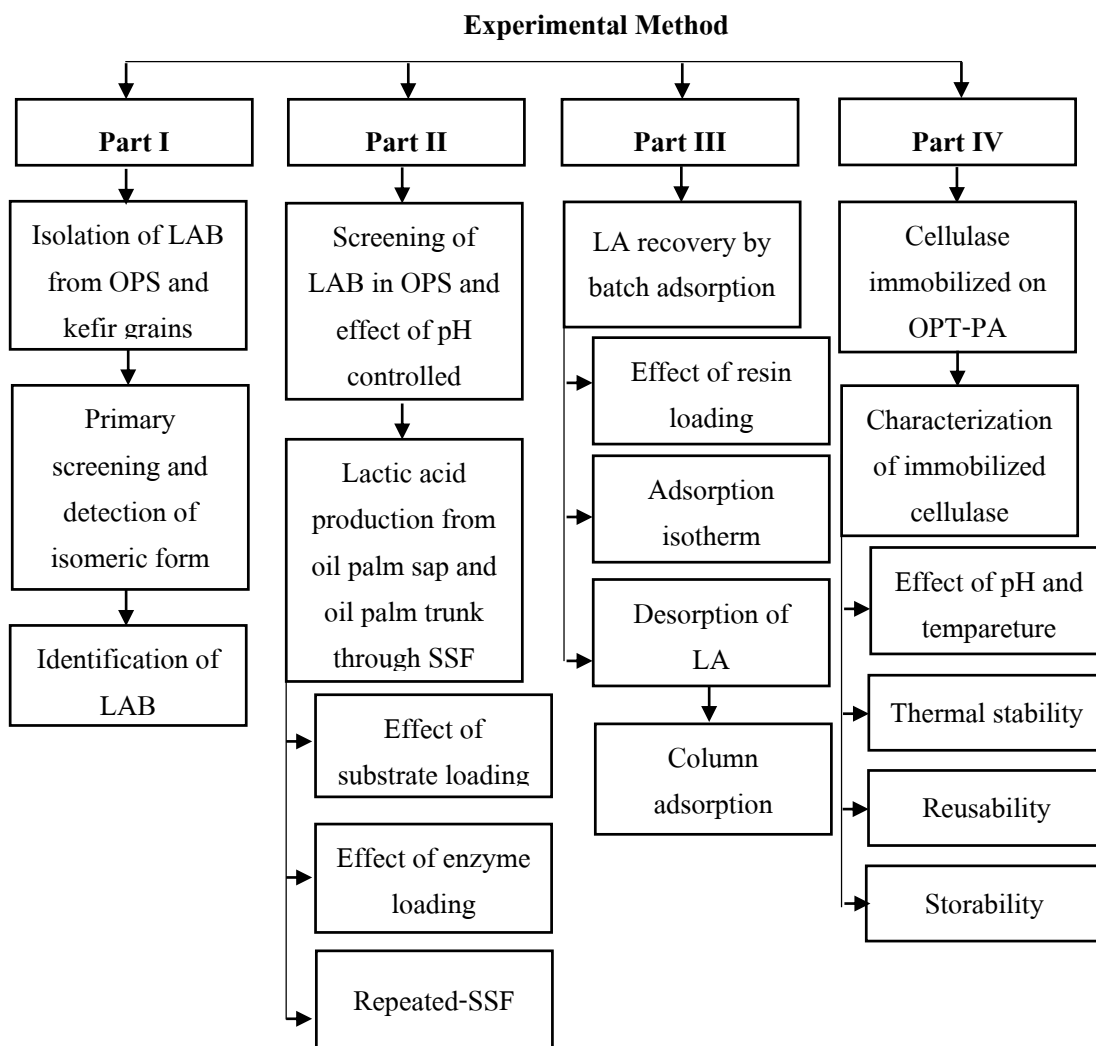 Experimental Method
Part I
Isolation of LAB
from OPS and
kefir grains
Primary
screening and
detection of
isomeric form
Identification of
LAB
Part II
Screening of
LAB in OPS and
effect of pH
controlled
Lactic acid
production from
oil palm sap and
oil palm trunk
through SSF
Effect of
substrate loading
Effect of enzyme
loading
Repeated-SSF
Part III
LA recovery by
batch adsorption
Effect of resin
loading
Adsorption
isotherm
Desorption of
LA
Column
adsorption
Part IV
Cellulase
immobilized on
OPT-PA
Characterization
of immobilized
cellulase
Effect of pH and
tempareture
Thermal stability
Reusability
Storability